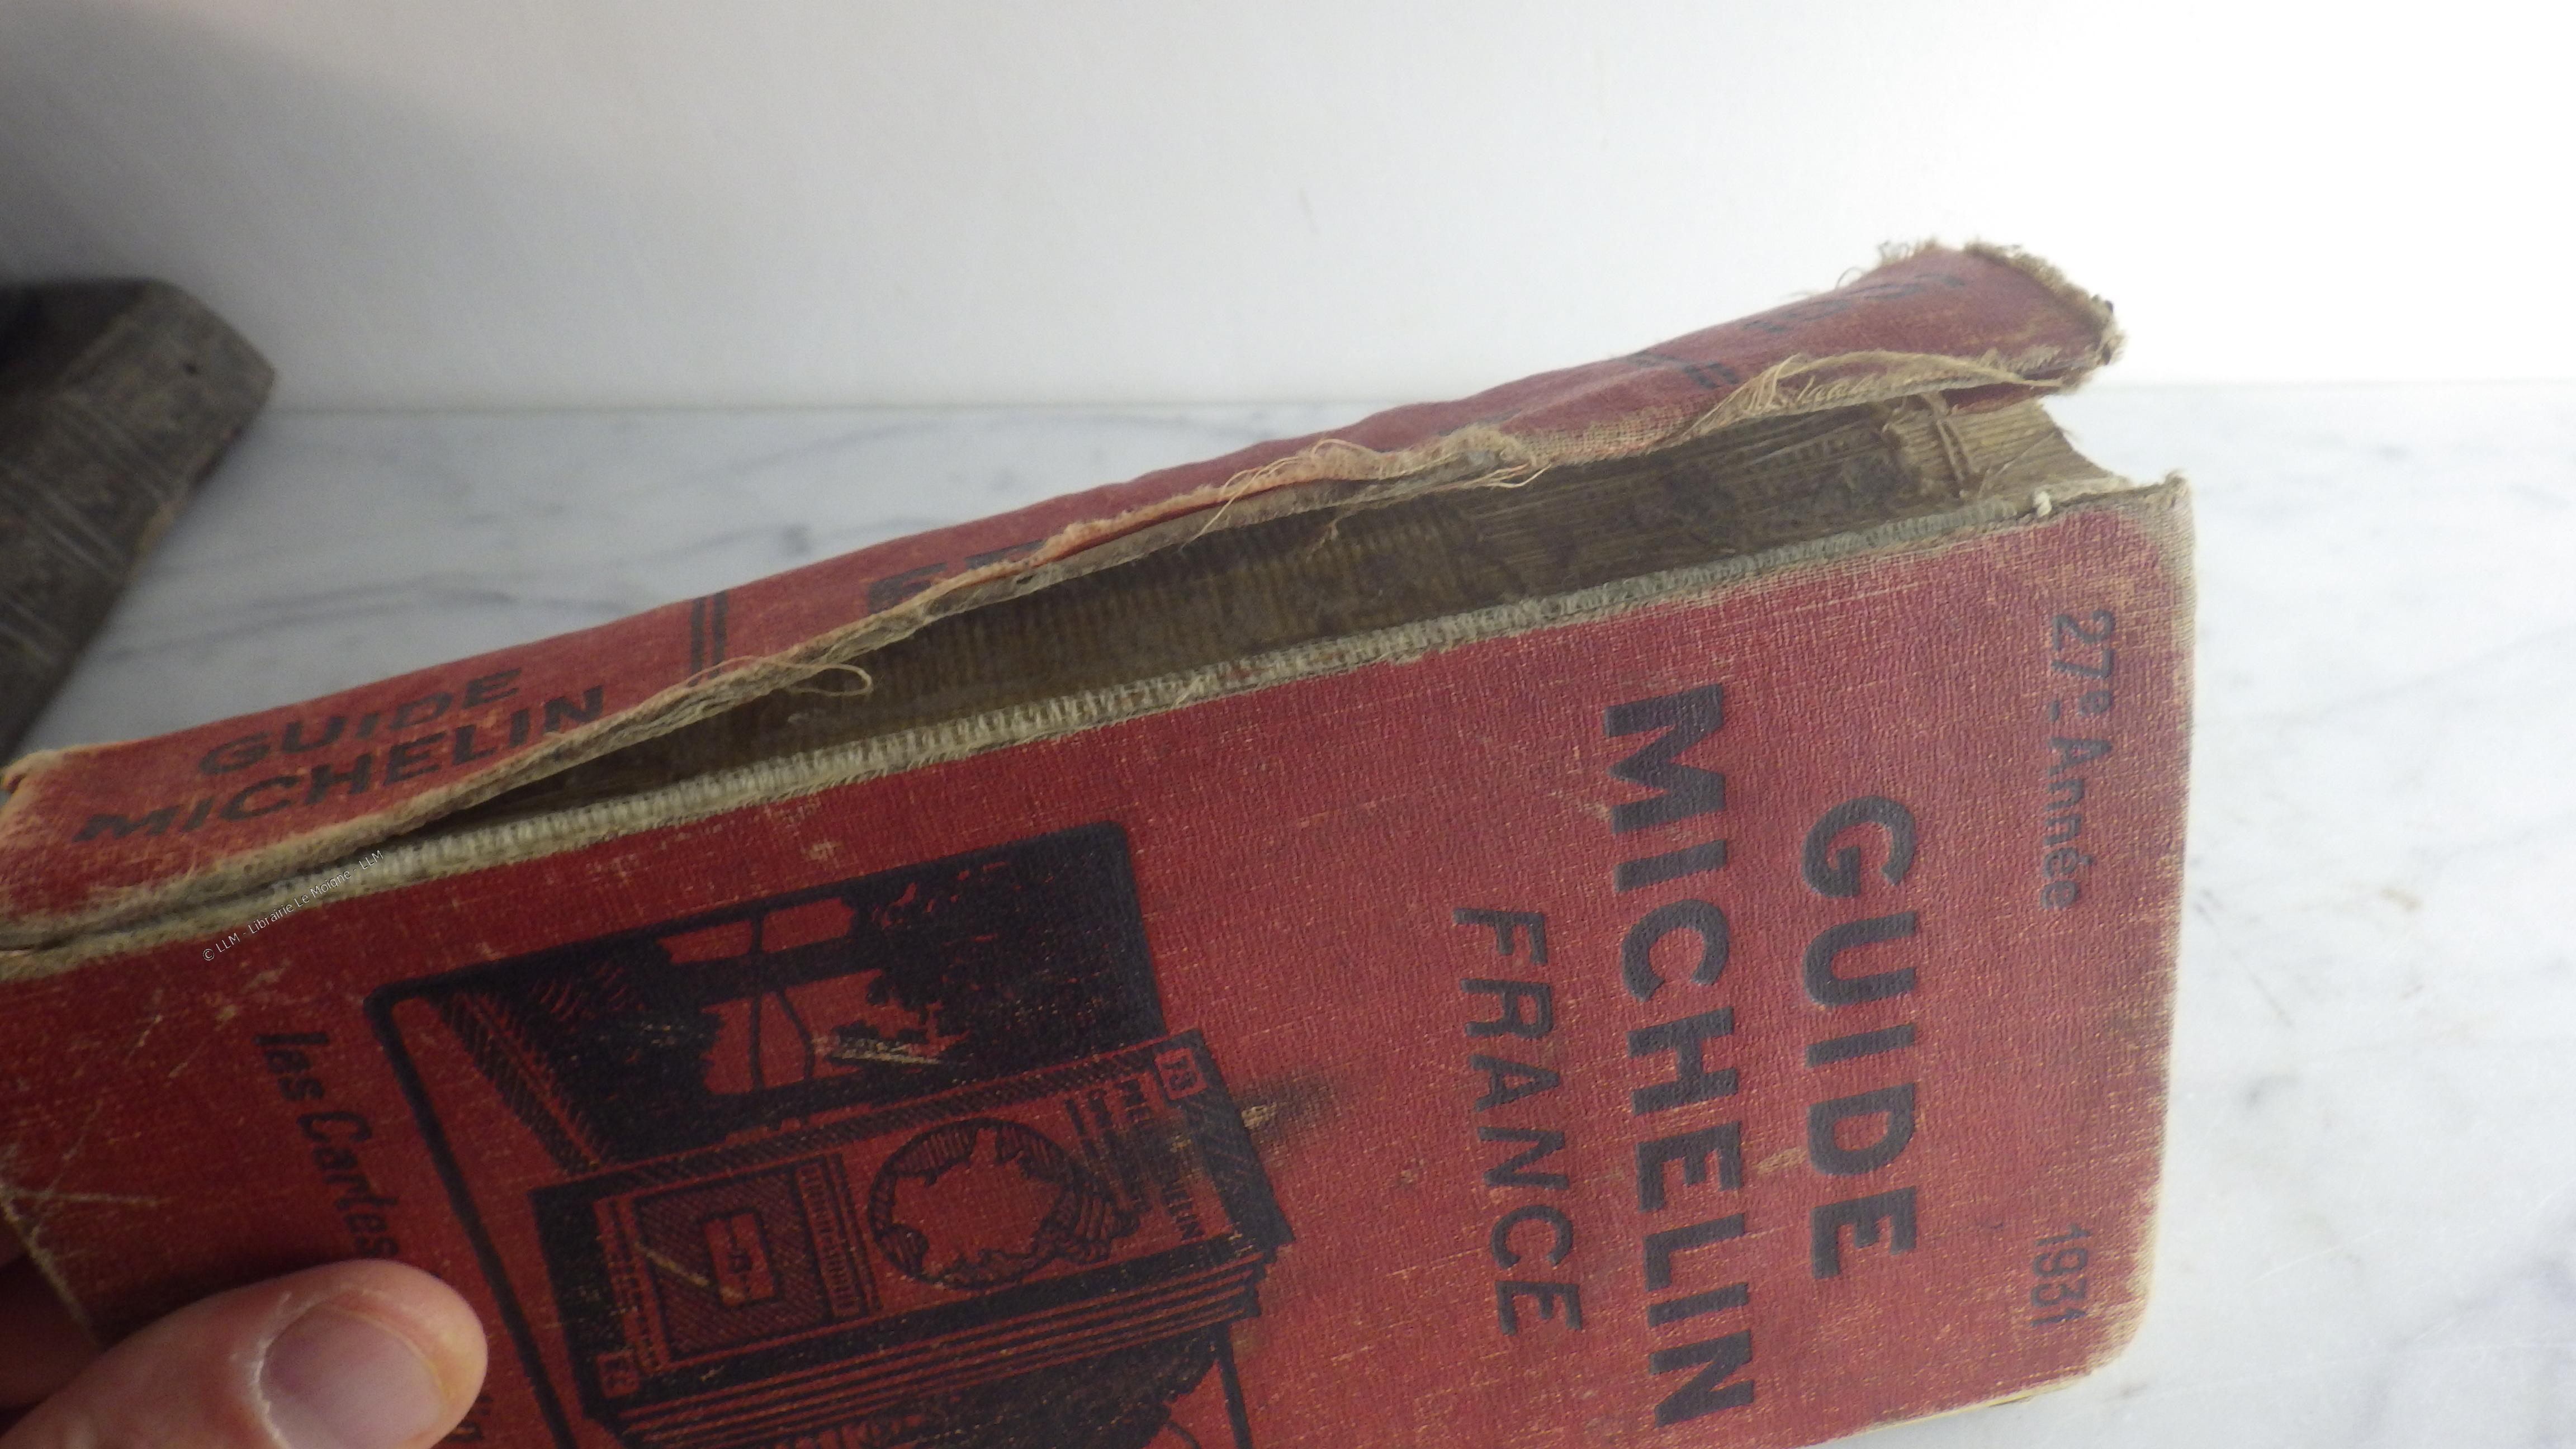 27e Année 1931
GUIDE
MICHELIN
FRANCE
les Cartes
GUIDE
MICHELIN
© LLM - Librairie Le Moigne - LLM